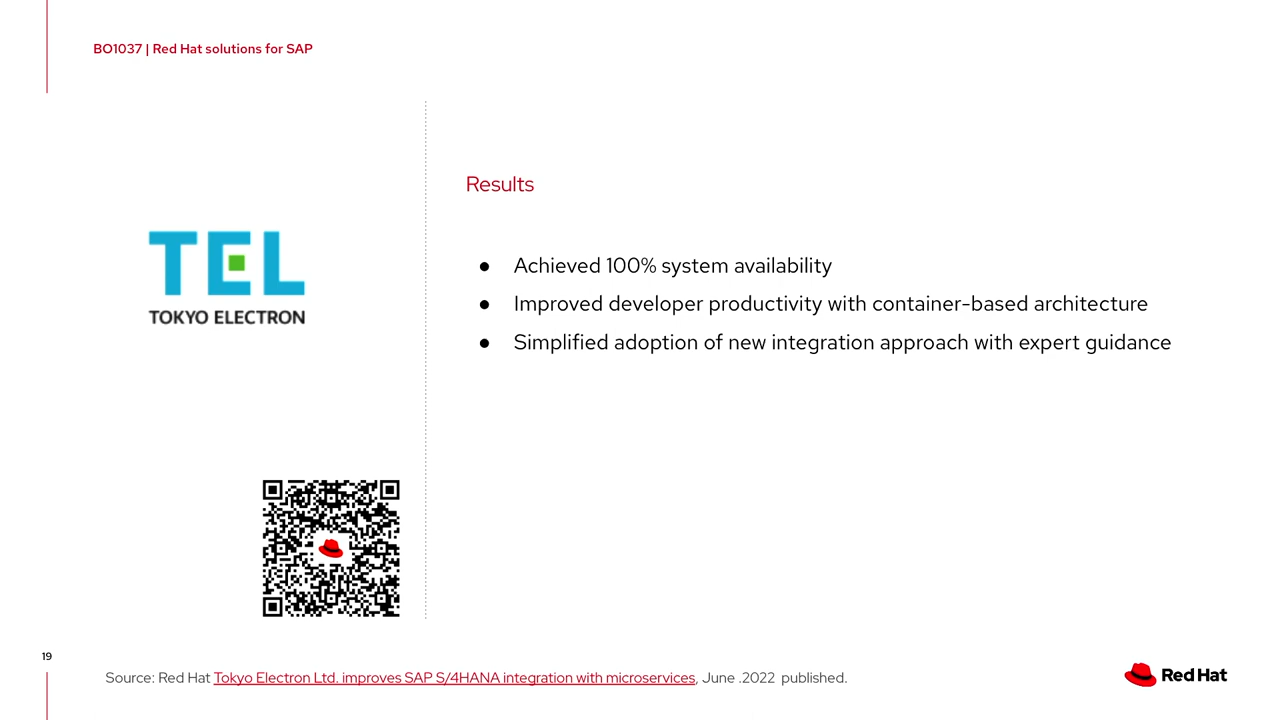 BO1037 | Red Hat solutions for SAP
TEL
TOKYO ELECTRON
Results
● Achieved 100% system availability
● Improved developer productivity with container-based architecture
● Simplified adoption of new integration approach with expert guidance
19
Source: Red Hat Tokyo Electron Ltd. improves SAP S/4HANA integration with microservices, June .2022 published.
Red Hat